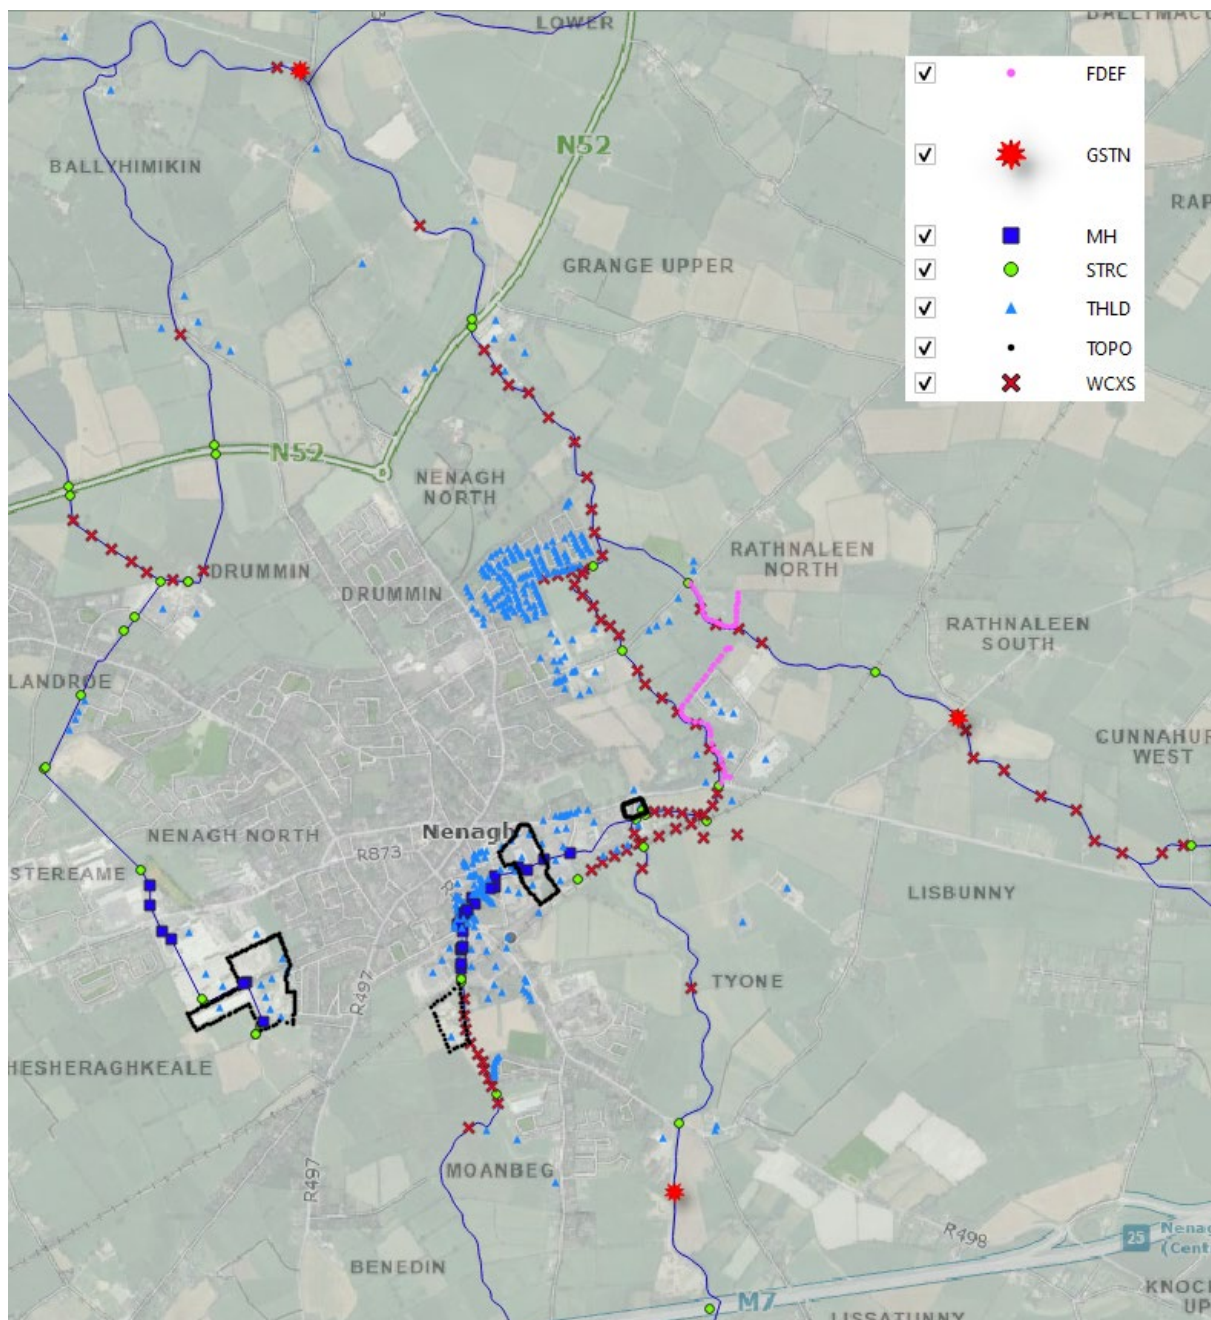 LOWER
BALLYHIMIKIN
N52
GRANGE UPPER
FDEF
GSTN
MH
STRC
THLD
TOPO
WCXS
RAP
N52
NENAGH
NORTH
DRUMMIN
DRUMMIN
RATHNALEEN
NORTH
RATHNALEEN
SOUTH
LANDROE
CUNNAHUR
WEST
NENAGH NORTH
Nenagh
R873
STEREAME
LISBUNNY
R497
TYONE
HESHERAGHKEALE
MOANBEG
R497
BENEDIN
R498
25
Nenag
(Cent
M7
LISSATUNNY
KNOC
UP